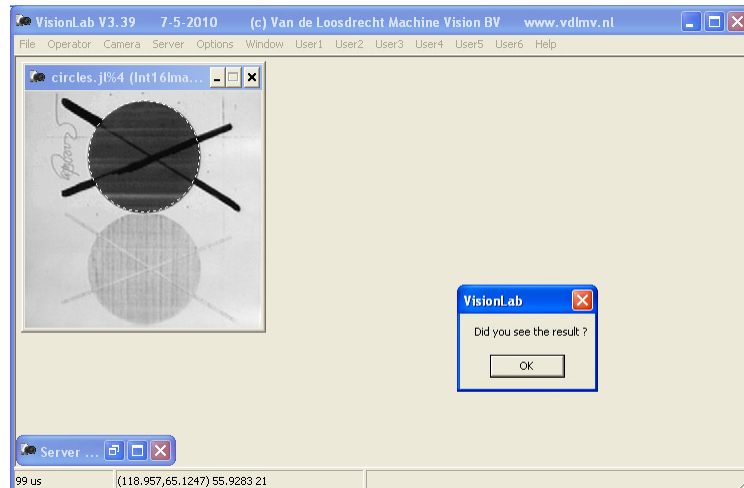 VisionLab V3.39 7-5-2010 (c) Van de Loosdrecht Machine Vision BV www.vdlmv.nl
File Operator Camera Server Options Window User1 User2 User3 User4 User5 User6 Help
circles.jl%4 (Int16Ima...
VisionLab
Did you see the result ?
OK
Server ...
99 us (118.957,65.1247) 55.9283 21